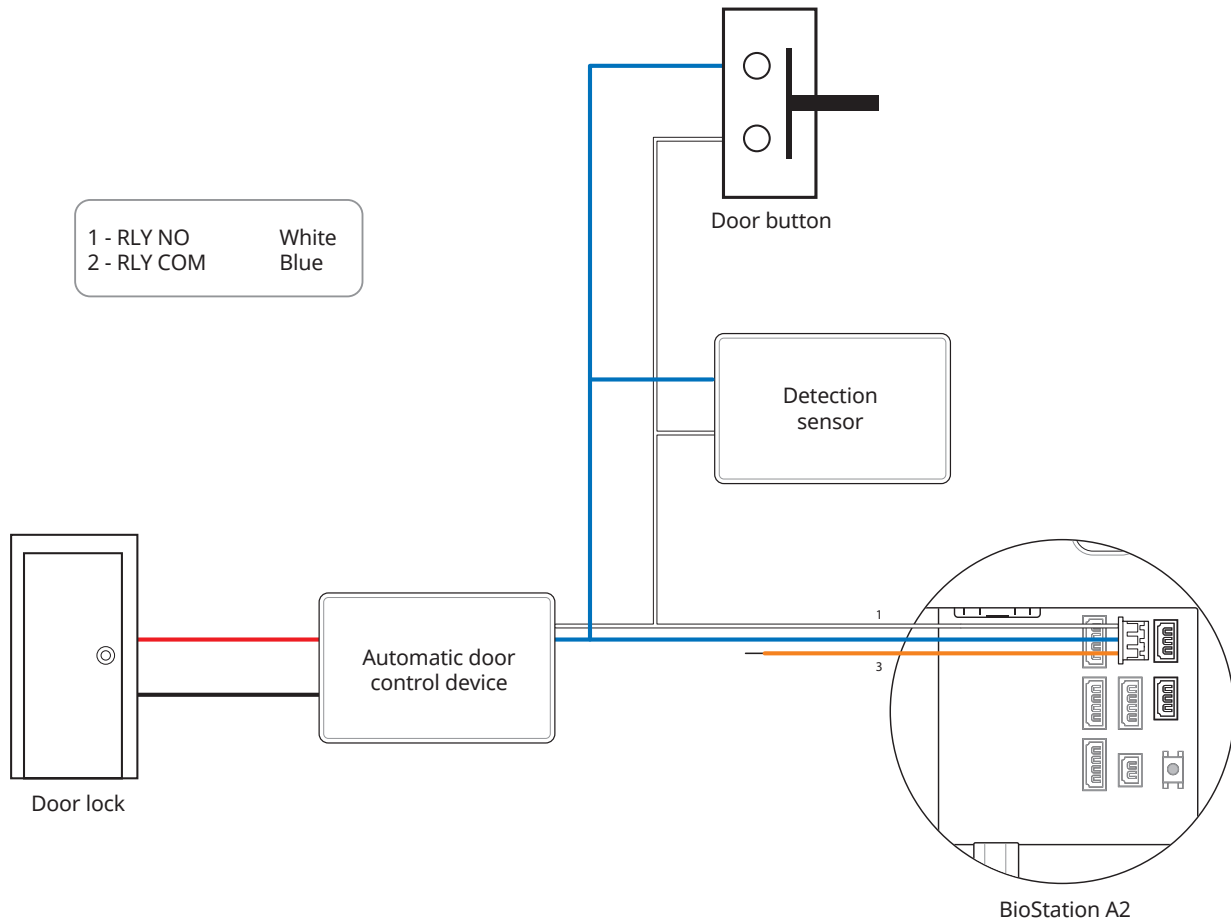 Door button
1 - RLY NO White
2 - RLY COM Blue
Detection
sensor
Automatic door
control device
1
3
Door lock
BioStation A2